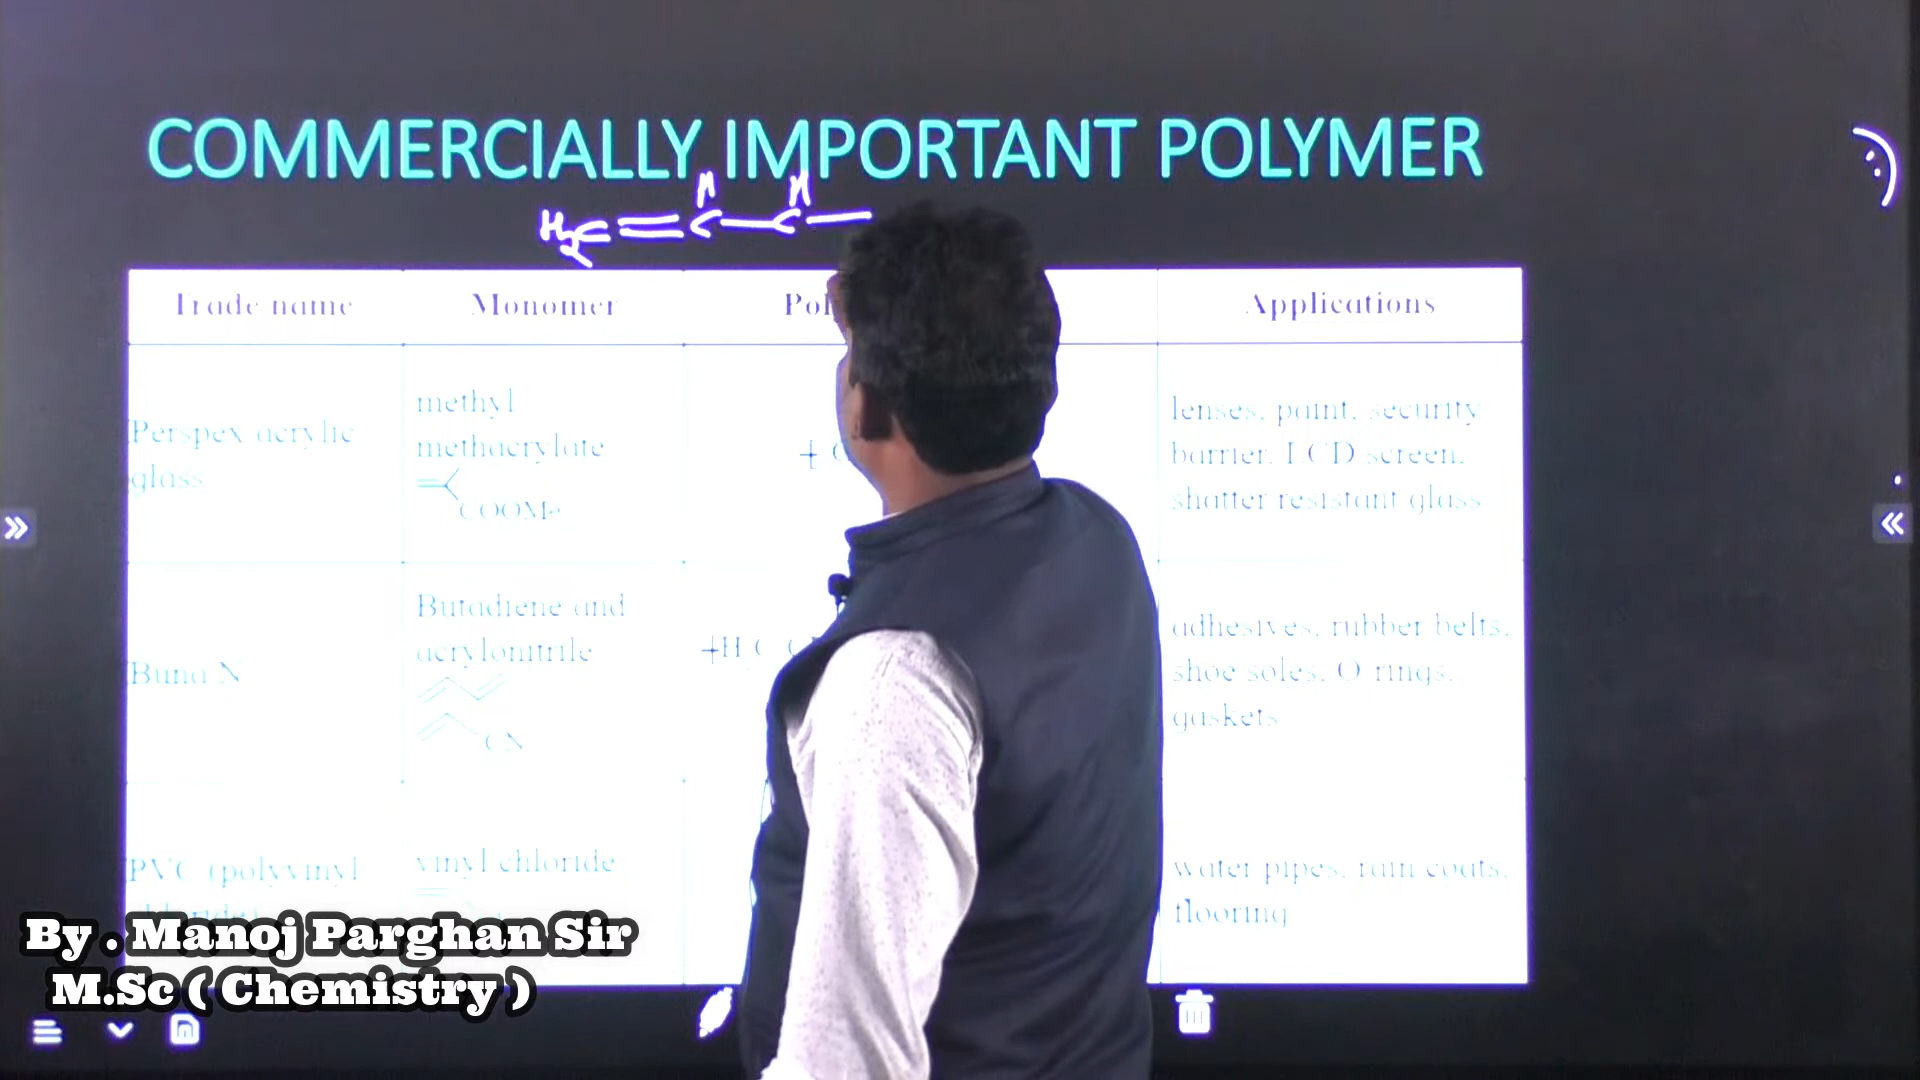 COMMERCIALLY IMPORTANT POLYMER
Trade name
Monomer
Applications
Perspex acrylic
glass
methyl
methacrylate
COOMe
lenses, paint, security
barrier, LCD screen,
shatter resistant glass
Buna N
Butadiene and
acrylonitrile
CN
adhesives, rubber belts,
shoe soles, O rings,
gaskets
PVC (polyvinyl
vinyl chloride
water pipes, rain coats,
flooring
By . Manoj Parghan Sir
M.Sc ( Chemistry )